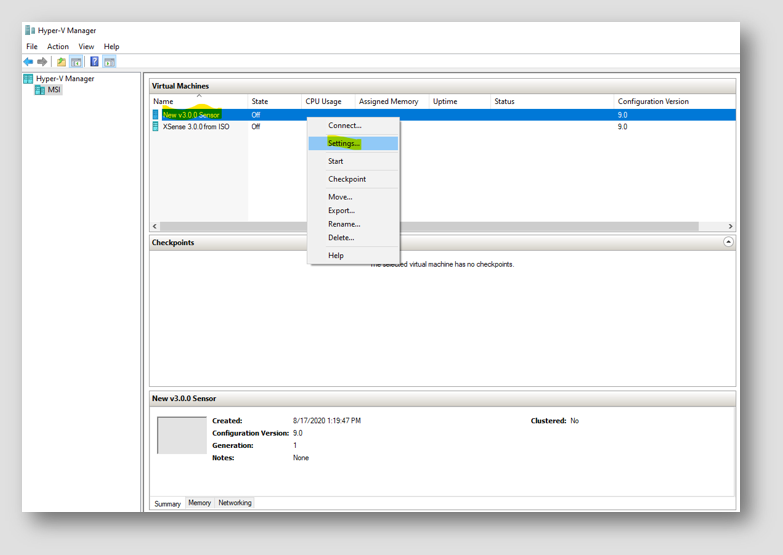 Hyper-V Manager
File Action View Help
Hyper-V Manager
MSI
Virtual Machines
Name State CPU Usage Assigned Memory Uptime Status Configuration Version
New v3.0.0 Sensor Off 9.0
XSense 3.0.0 from ISO Off 9.0
Connect...
Settings...
Start
Checkpoint
Move...
Export...
Rename...
Delete...
Help
Checkpoints
The selected virtual machine has no checkpoints.
New v3.0.0 Sensor
Created: 8/17/2020 1:19:47 PM Clustered: No
Configuration Version: 9.0
Generation: 1
Notes: None
Summary Memory Networking